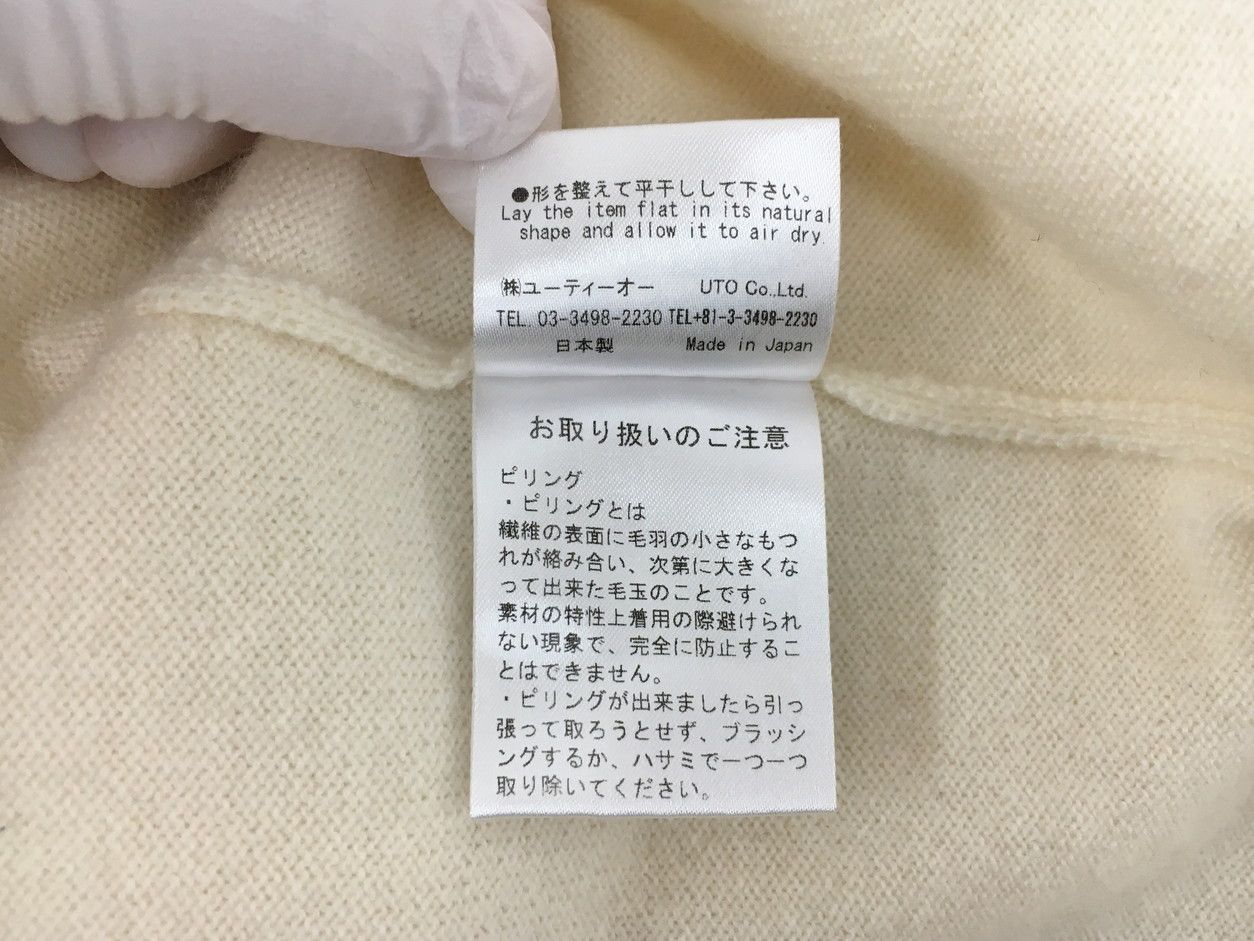 ●形を整えて平干しして下さい。
Lay the item flat in its natural
shape and allow it to air dry.
㈱ユーティーオー UTO Co.,Ltd.
TEL. 03-3498-2230 TEL+81-3-3498-2230
日本製 Made in Japan
お取り扱いのご注意
ピリング
・ピリングとは
繊維の表面に毛羽の小さなもつ
れが絡み合い、次第に大きくな
って出来た毛玉のことです。
素材の特性上着用の際避けられ
ない現象で、完全に防止するこ
とはできません。
・ピリングが出来ましたら引っ
張って取ろうとせず、ブラッシ
ングするか、ハサミで一つ一つ
取り除いてください。